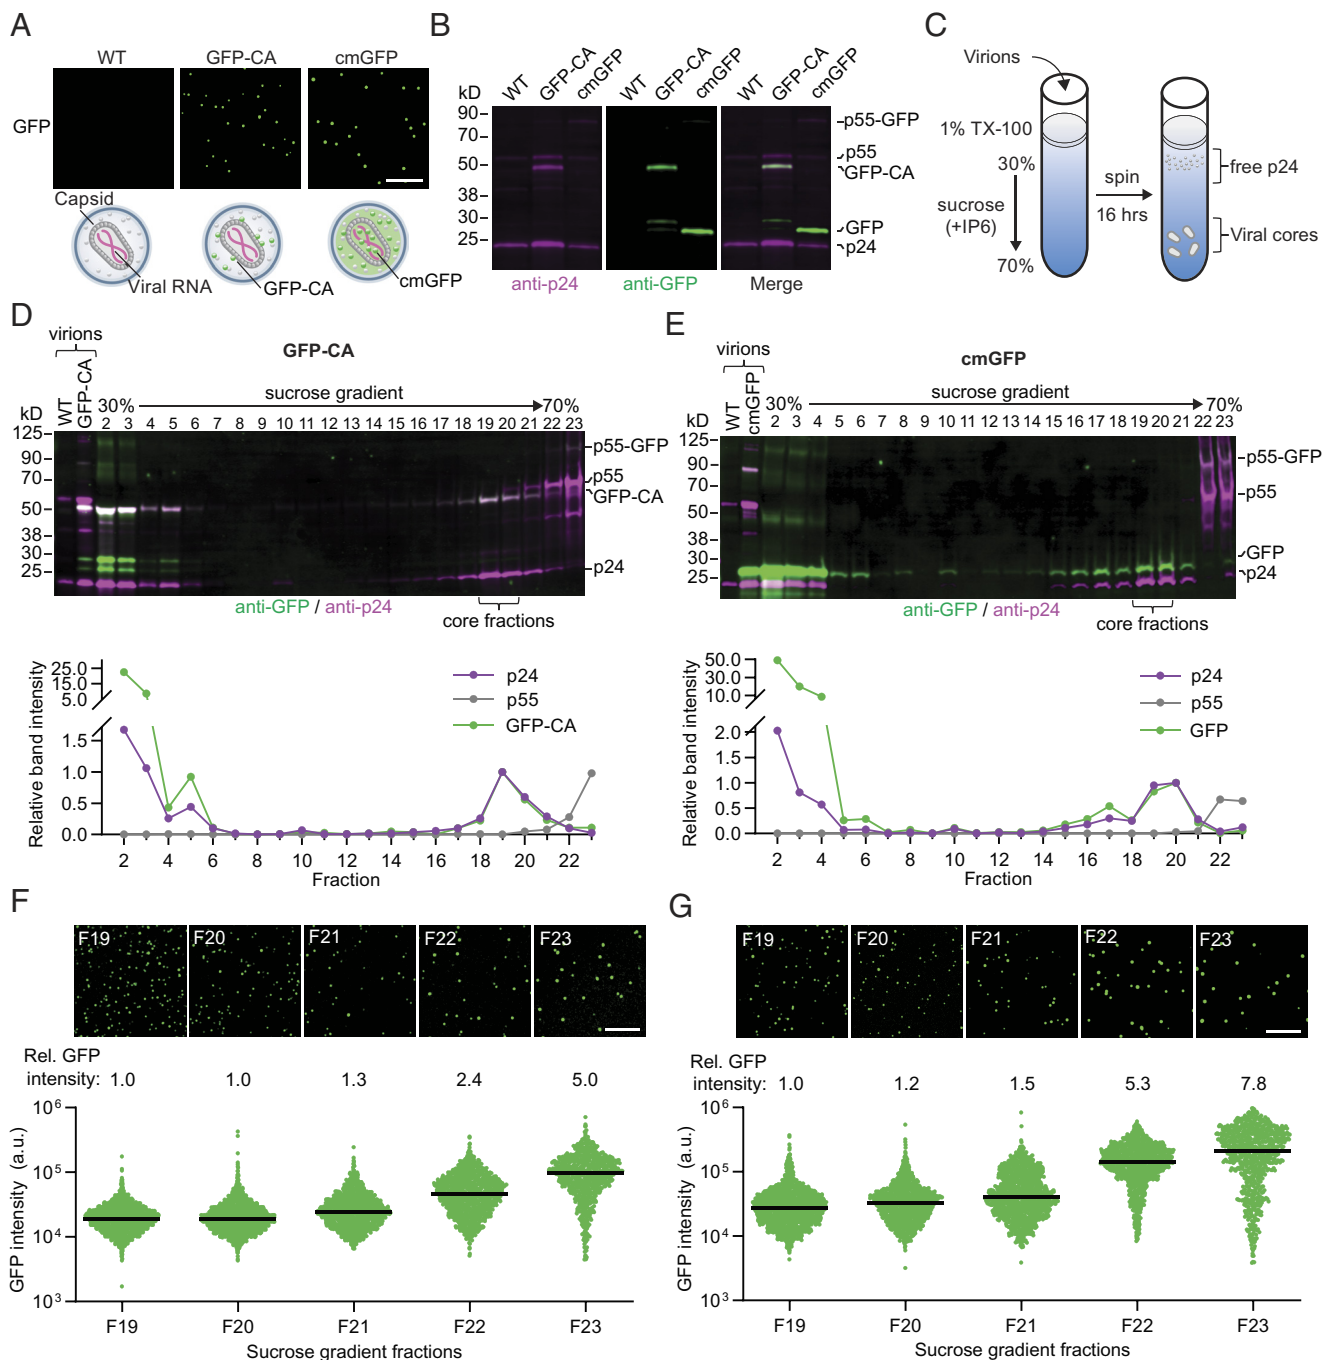 A
WT GFP-CA cmGFP
GFP
Capsid
Viral RNA
GFP-CA
cmGFP
B
WT GFP-CA cmGFP WT GFP-CA cmGFP WT GFP-CA cmGFP
kD
90
70
50
38
30
25
p55-GFP
p55
GFP-CA
GFP
p24
anti-p24 anti-GFP Merge
C
Virions
1% TX-100
30%
sucrose
(+IP6)
70%
spin
16 hrs
free p24
Viral cores
D
virions
GFP-CA
WT GFP-CA
sucrose gradient
30% 70%
kD 2 3 4 5 6 7 8 9 10 11 12 13 14 15 16 17 18 19 20 21 22 23
125
90
70
50
38
30
25
p55-GFP
p55
GFP-CA
p24
anti-GFP / anti-p24
core fractions
Relative band intensity
25.0
15.0
5.0
1.5
1.0
0.5
0.0
p24
p55
GFP-CA
2 4 6 8 10 12 14 16 18 20 22
Fraction
E
virions
cmGFP
WT cmGFP
sucrose gradient
30% 70%
kD 2 3 4 5 6 7 8 9 10 11 12 13 14 15 16 17 18 19 20 21 22 23
125
90
70
50
38
30
25
p55-GFP
p55
GFP
p24
anti-GFP / anti-p24
core fractions
Relative band intensity
50.0
30.0
10.0
2.0
1.5
1.0
0.5
0.0
p24
p55
GFP
2 4 6 8 10 12 14 16 18 20 22
Fraction
F
F19 F20 F21 F22 F23
Rel. GFP
intensity: 1.0 1.0 1.3 2.4 5.0
GFP intensity (a.u.)
10⁶
10⁵
10⁴
10³
F19 F20 F21 F22 F23
Sucrose gradient fractions
G
F19 F20 F21 F22 F23
Rel. GFP
intensity: 1.0 1.2 1.5 5.3 7.8
GFP intensity (a.u.)
10⁶
10⁵
10⁴
10³
F19 F20 F21 F22 F23
Sucrose gradient fractions